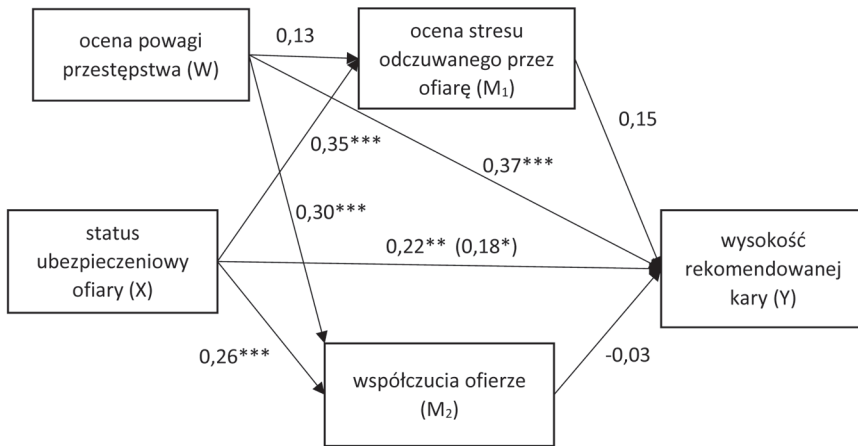 ocena powagi
przestępstwa (W)
0,13
ocena stresu
odczuwanego przez
ofiarę (M₁)
0,15
0,35***
0,37***
0,30***
status
ubezpieczeniowy
ofiary (X)
0,22** (0,18*)
wysokość
rekomendowanej
kary (Y)
0,26***
współczucia ofierze
(M₂)
-0,03